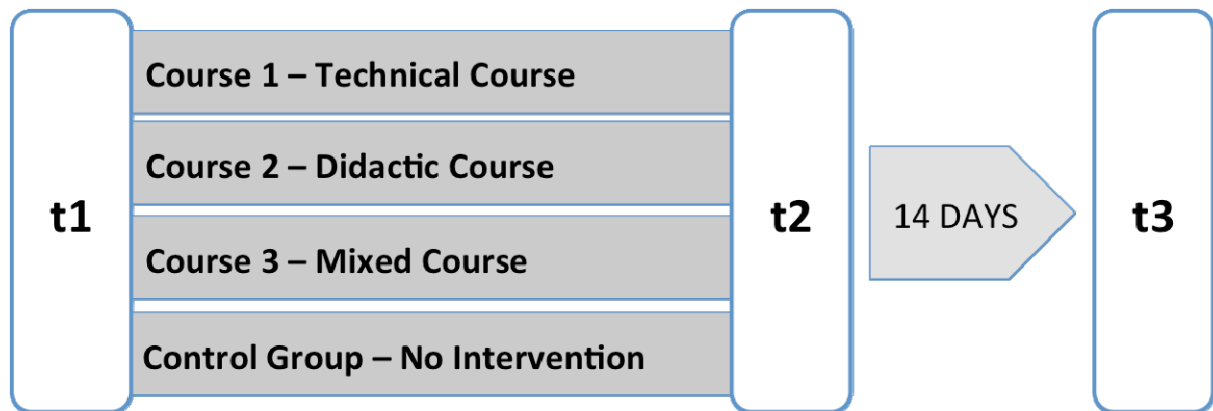 t1
Course 1 – Technical Course
Course 2 – Didactic Course
Course 3 – Mixed Course
Control Group – No Intervention
t2
14 DAYS
t3